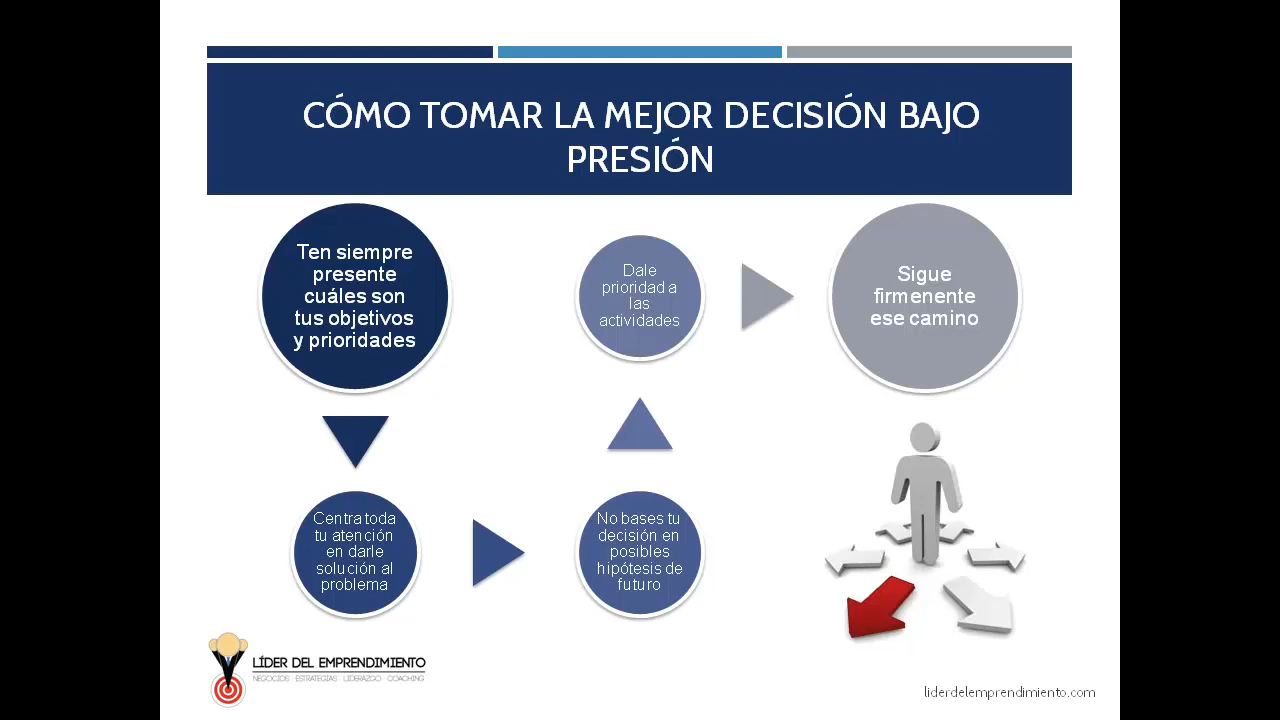 CÓMO TOMAR LA MEJOR DECISIÓN BAJO
PRESIÓN
Ten siempre
presente
cuáles son
tus objetivos
y prioridades
Centra toda
tu atención
en darle
solución al
problema
No bases tu
decisión en
posibles
hipótesis de
futuro
Dale
prioridad a
las
actividades
Sigue
firmenente
ese camino
LÍDER DEL EMPRENDIMIENTO
NEGOCIOS · ESTRATEGIAS · LIDERAZGO · COACHING
liderdelemprendimiento.com